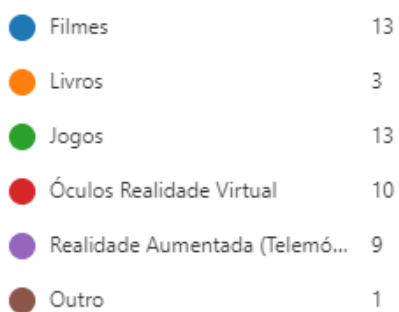 Filmes 13
Livros 3
Jogos 13
Óculos Realidade Virtual 10
Realidade Aumentada (Telemó... 9
Outro 1